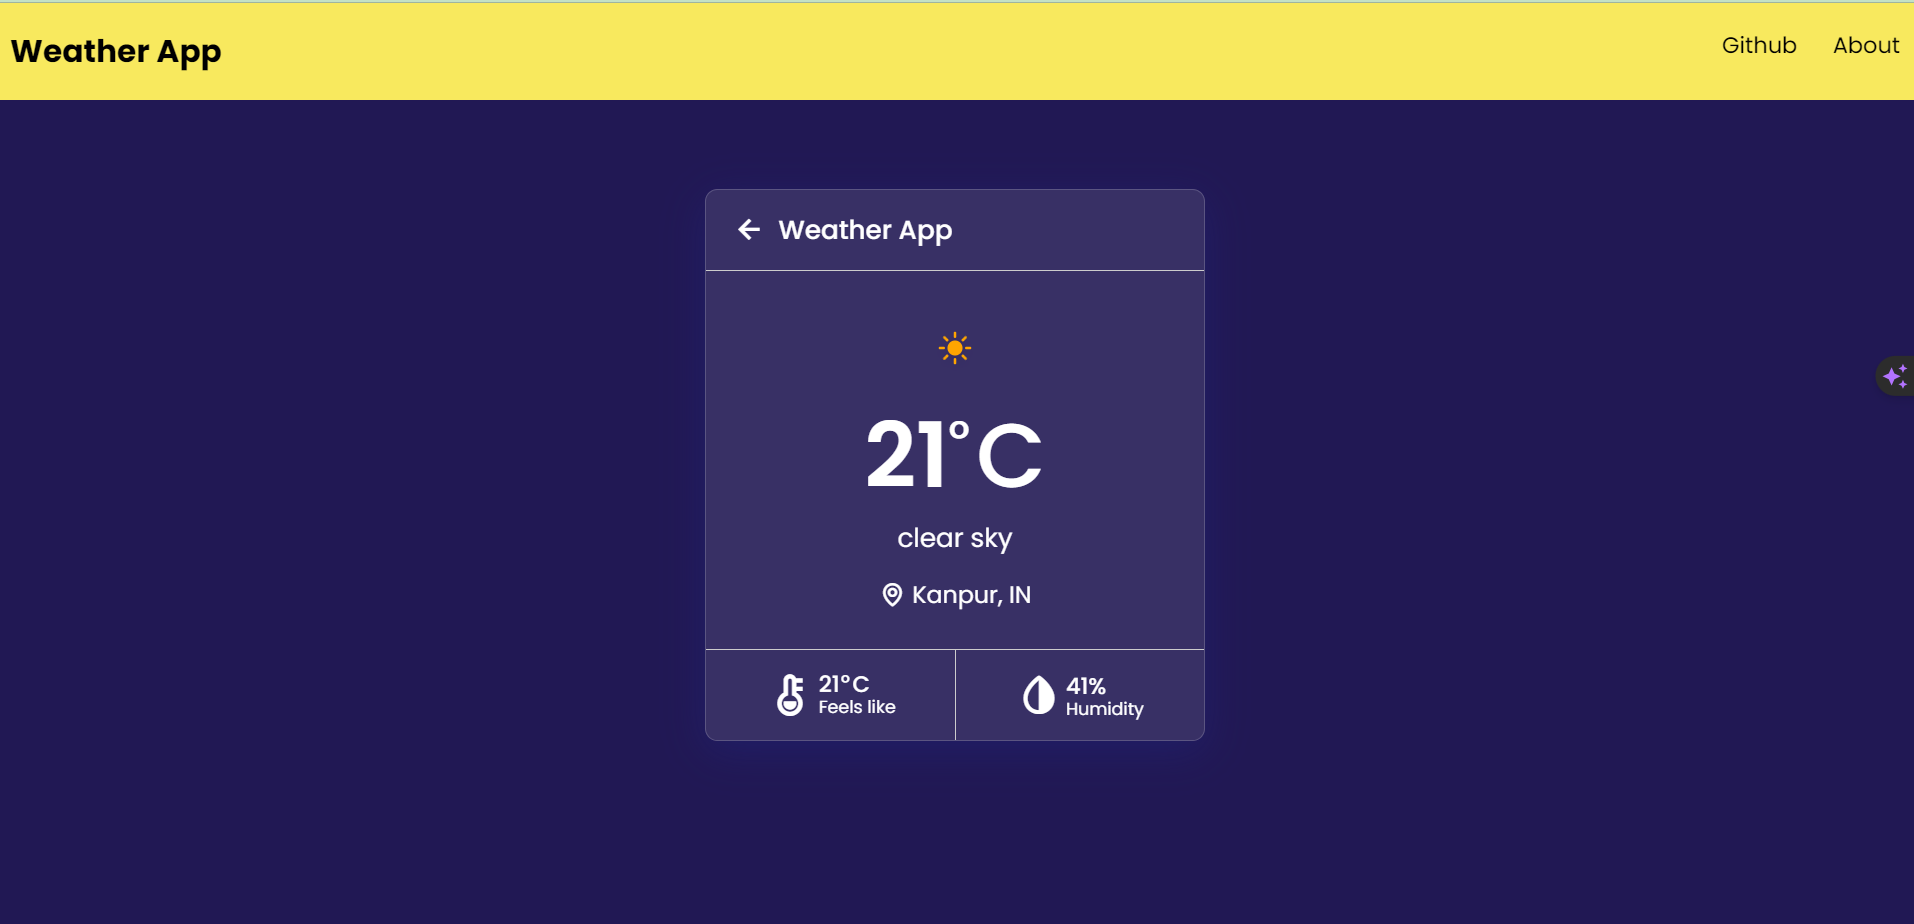 Weather App
Github About
Weather App
21°C
clear sky
Kanpur, IN
21°C
Feels like
41%
Humidity